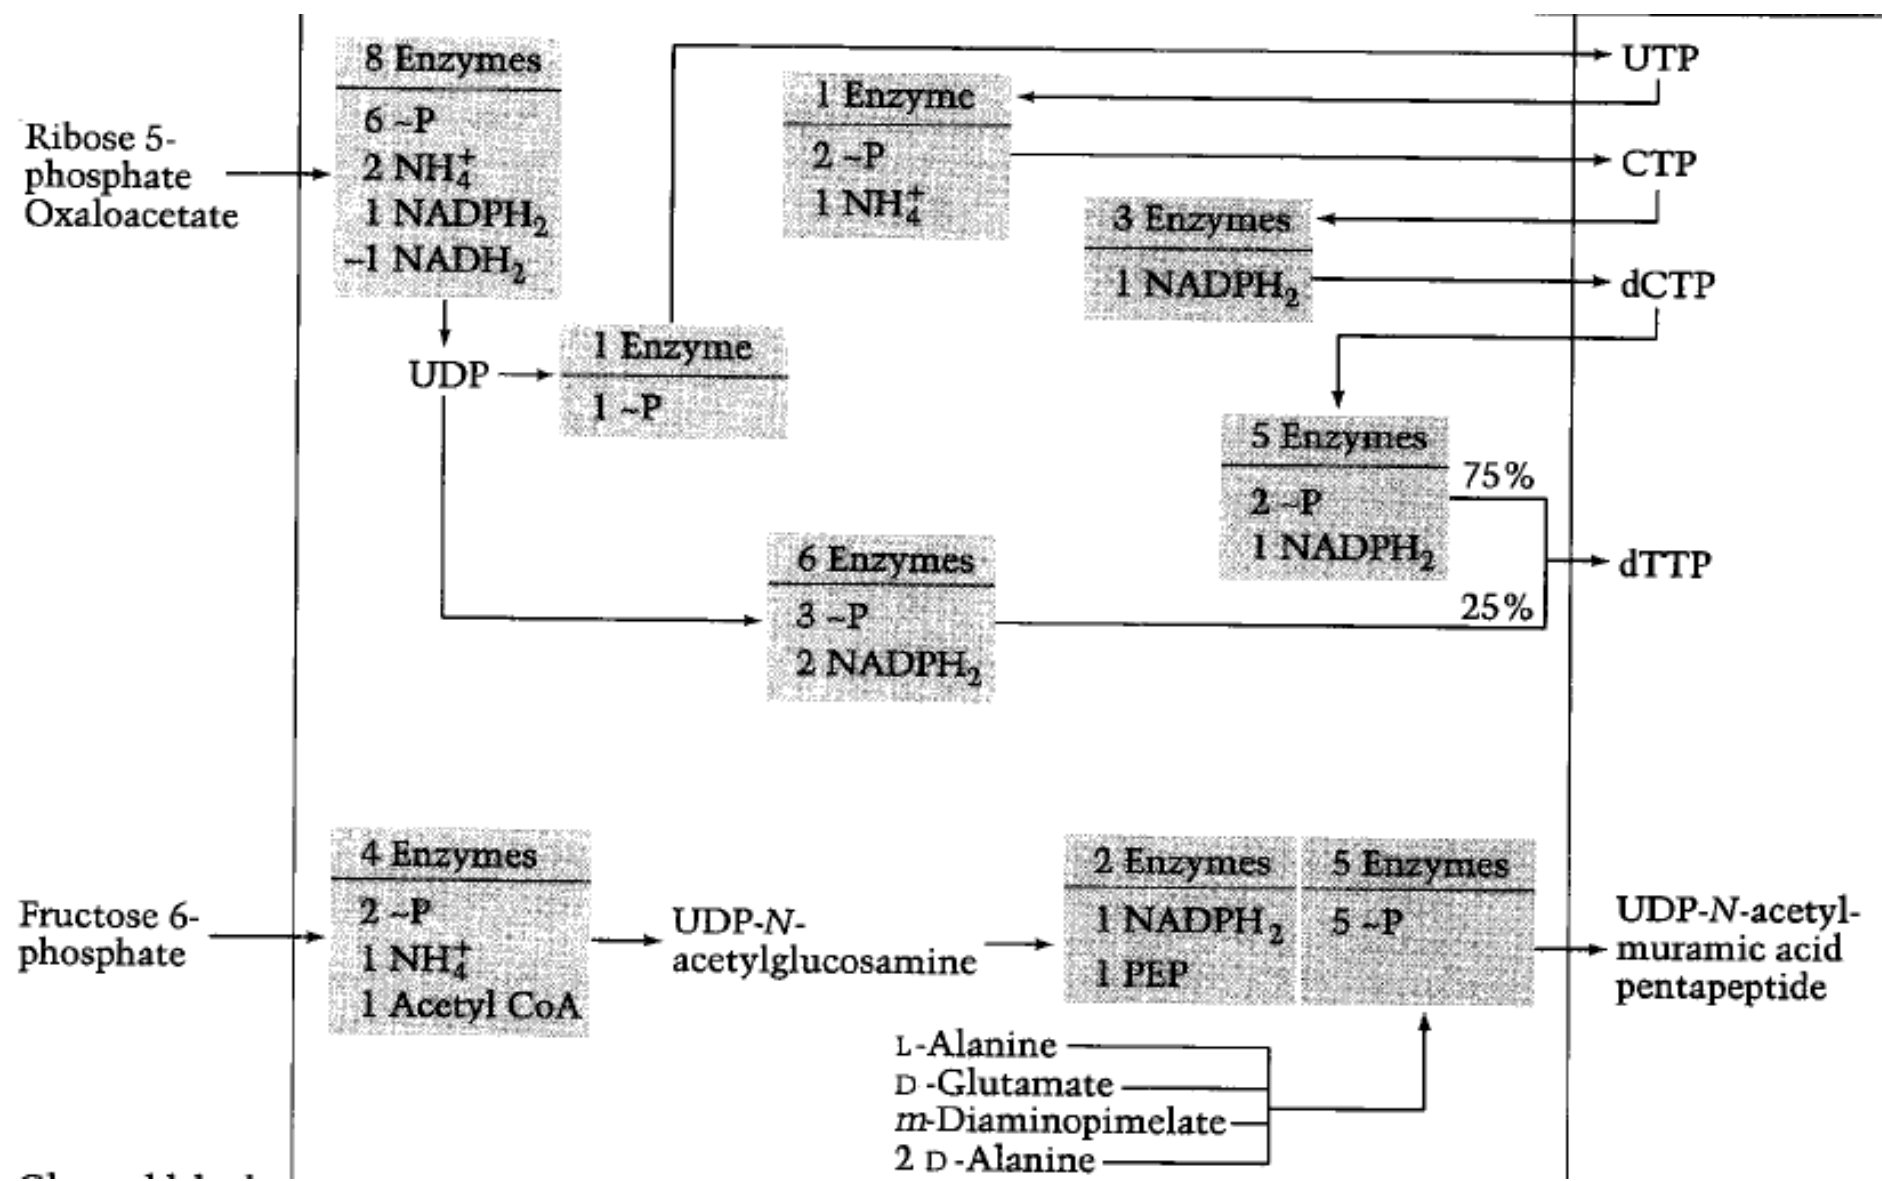 8 Enzymes
6 ~P
2 NH₄⁺
1 NADPH₂
–1 NADH₂
Ribose 5-
phosphate
Oxaloacetate
UDP
1 Enzyme
1 ~P
1 Enzyme
2 ~P
1 NH₄⁺
3 Enzymes
1 NADPH₂
UTP
CTP
dCTP
5 Enzymes
2 ~P
1 NADPH₂
75%
6 Enzymes
3 ~P
2 NADPH₂
25%
dTTP
Fructose 6-
phosphate
4 Enzymes
2 ~P
1 NH₄⁺
1 Acetyl CoA
UDP-N-
acetylglucosamine
2 Enzymes
1 NADPH₂
1 PEP
5 Enzymes
5 ~P
UDP-N-acetyl-
muramic acid
pentapeptide
L-Alanine
D-Glutamate
m-Diaminopimelate
2 D-Alanine